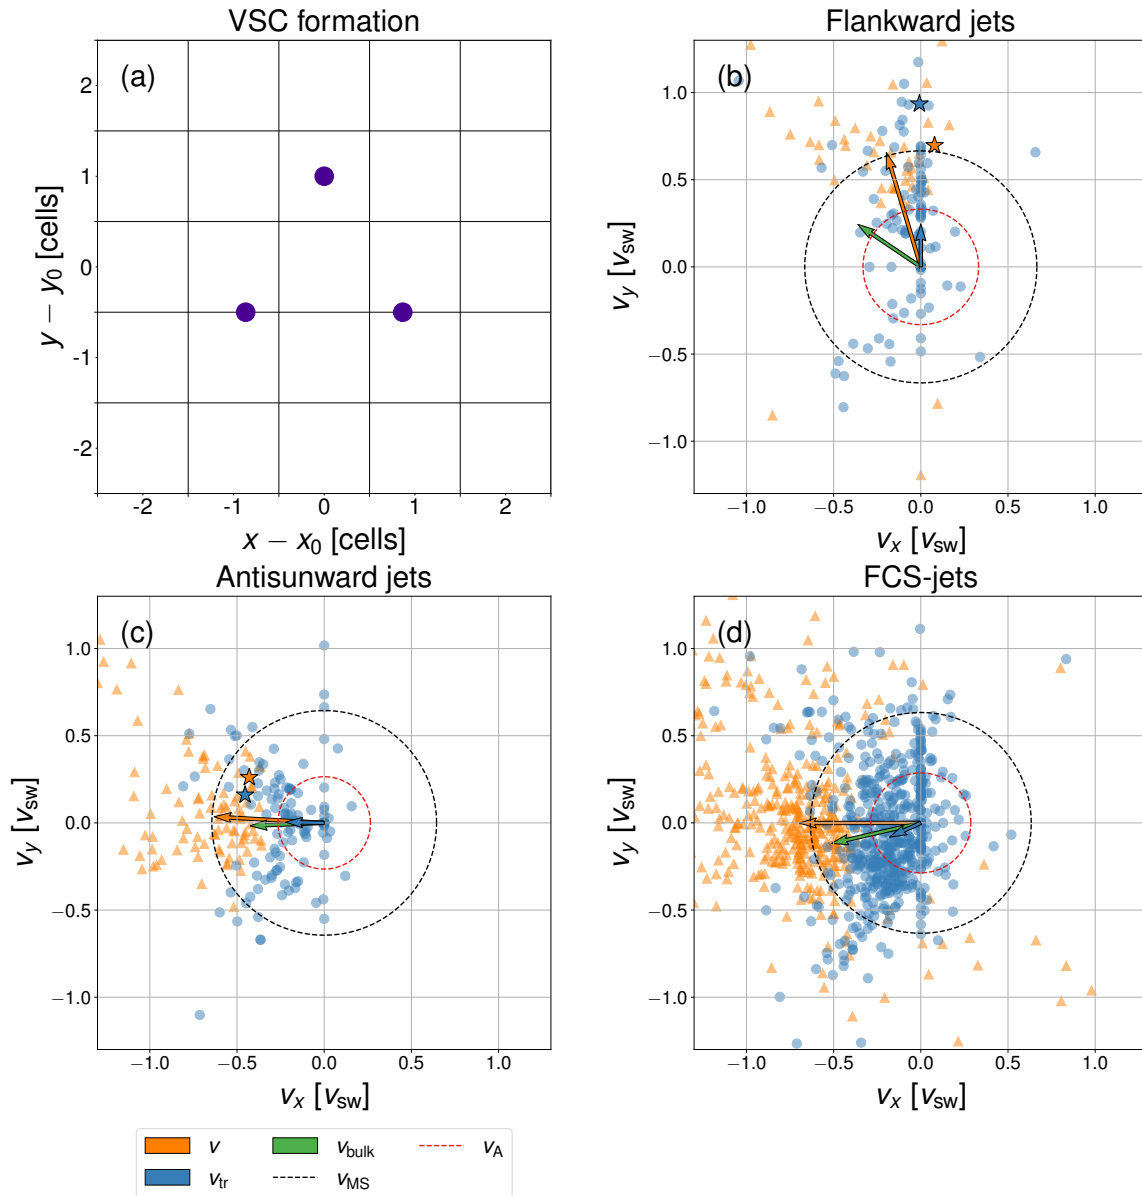 VSC formation
(a)
2
1
0
-1
-2
y − y0 [cells]
-2 -1 0 1 2
x − x0 [cells]
Flankward jets
(b)
1.0
0.5
0.0
−0.5
−1.0
vy [vsw]
−1.0 −0.5 0.0 0.5 1.0
vx [vsw]
Antisunward jets
(c)
1.0
0.5
0.0
−0.5
−1.0
vy [vsw]
−1.0 −0.5 0.0 0.5 1.0
vx [vsw]
FCS-jets
(d)
1.0
0.5
0.0
−0.5
−1.0
vy [vsw]
−1.0 −0.5 0.0 0.5 1.0
vx [vsw]
v vbulk vA
vtr vMS